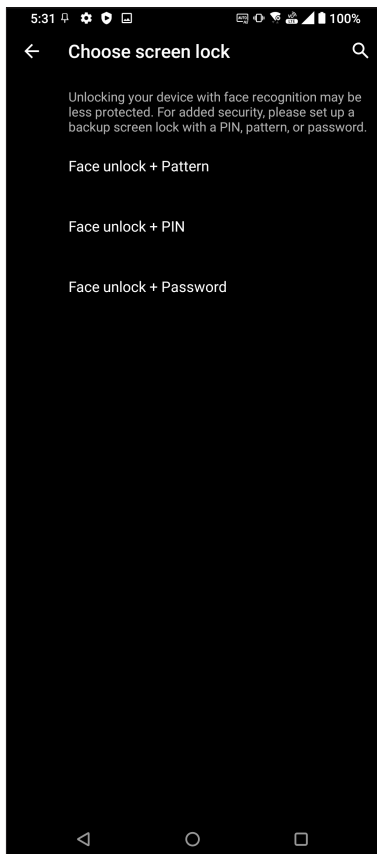 5:31 100%
Choose screen lock
Unlocking your device with face recognition may be
less protected. For added security, please set up a
backup screen lock with a PIN, pattern, or password.
Face unlock + Pattern
Face unlock + PIN
Face unlock + Password